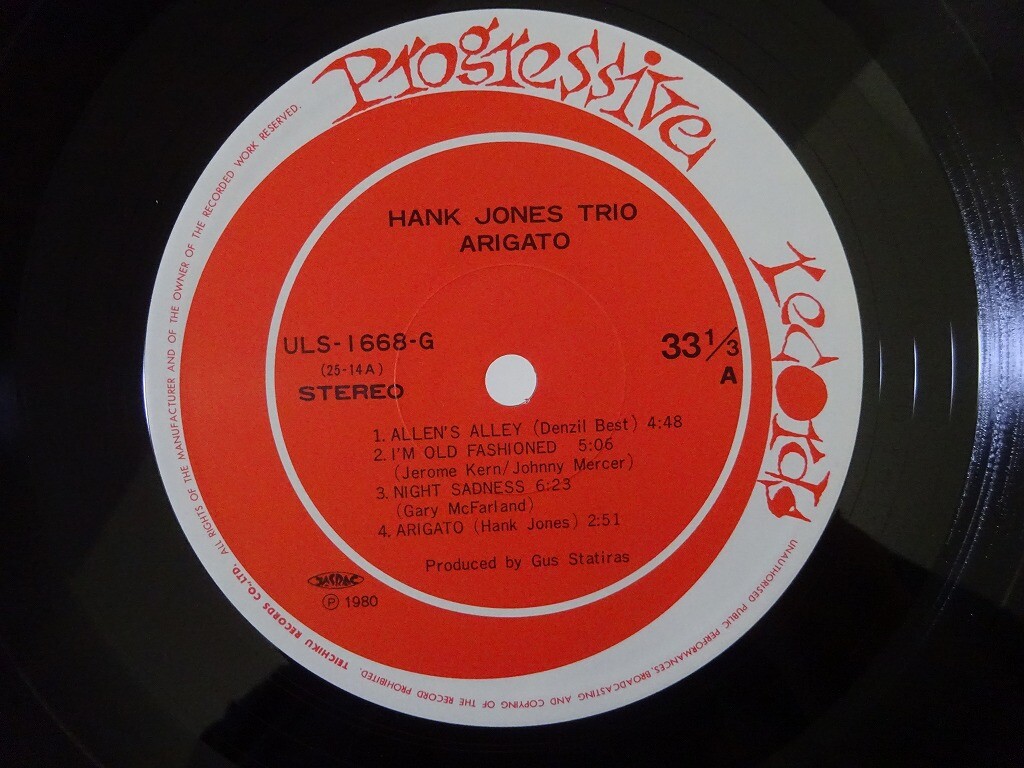 Progressive
records
HANK JONES TRIO
ARIGATO
ULS-1668-G
(25-14A)
STEREO
33 1/3
A
1. ALLEN'S ALLEY (Denzil Best) 4:48
2. I'M OLD FASHIONED 5:06
(Jerome Kern/Johnny Mercer)
3. NIGHT SADNESS 6:23
(Gary McFarland)
4. ARIGATO (Hank Jones) 2:51
Produced by Gus Statiras
JASRAC
Ⓟ 1980
TEICHIKU RECORDS CO.,LTD. ALL RIGHTS OF THE MANUFACTURER AND OF THE OWNER OF THE RECORDED WORK RESERVED.
UNAUTHORISED PUBLIC PERFORMANCES, BROADCASTING AND COPYING OF THE RECORD PROHIBITED.